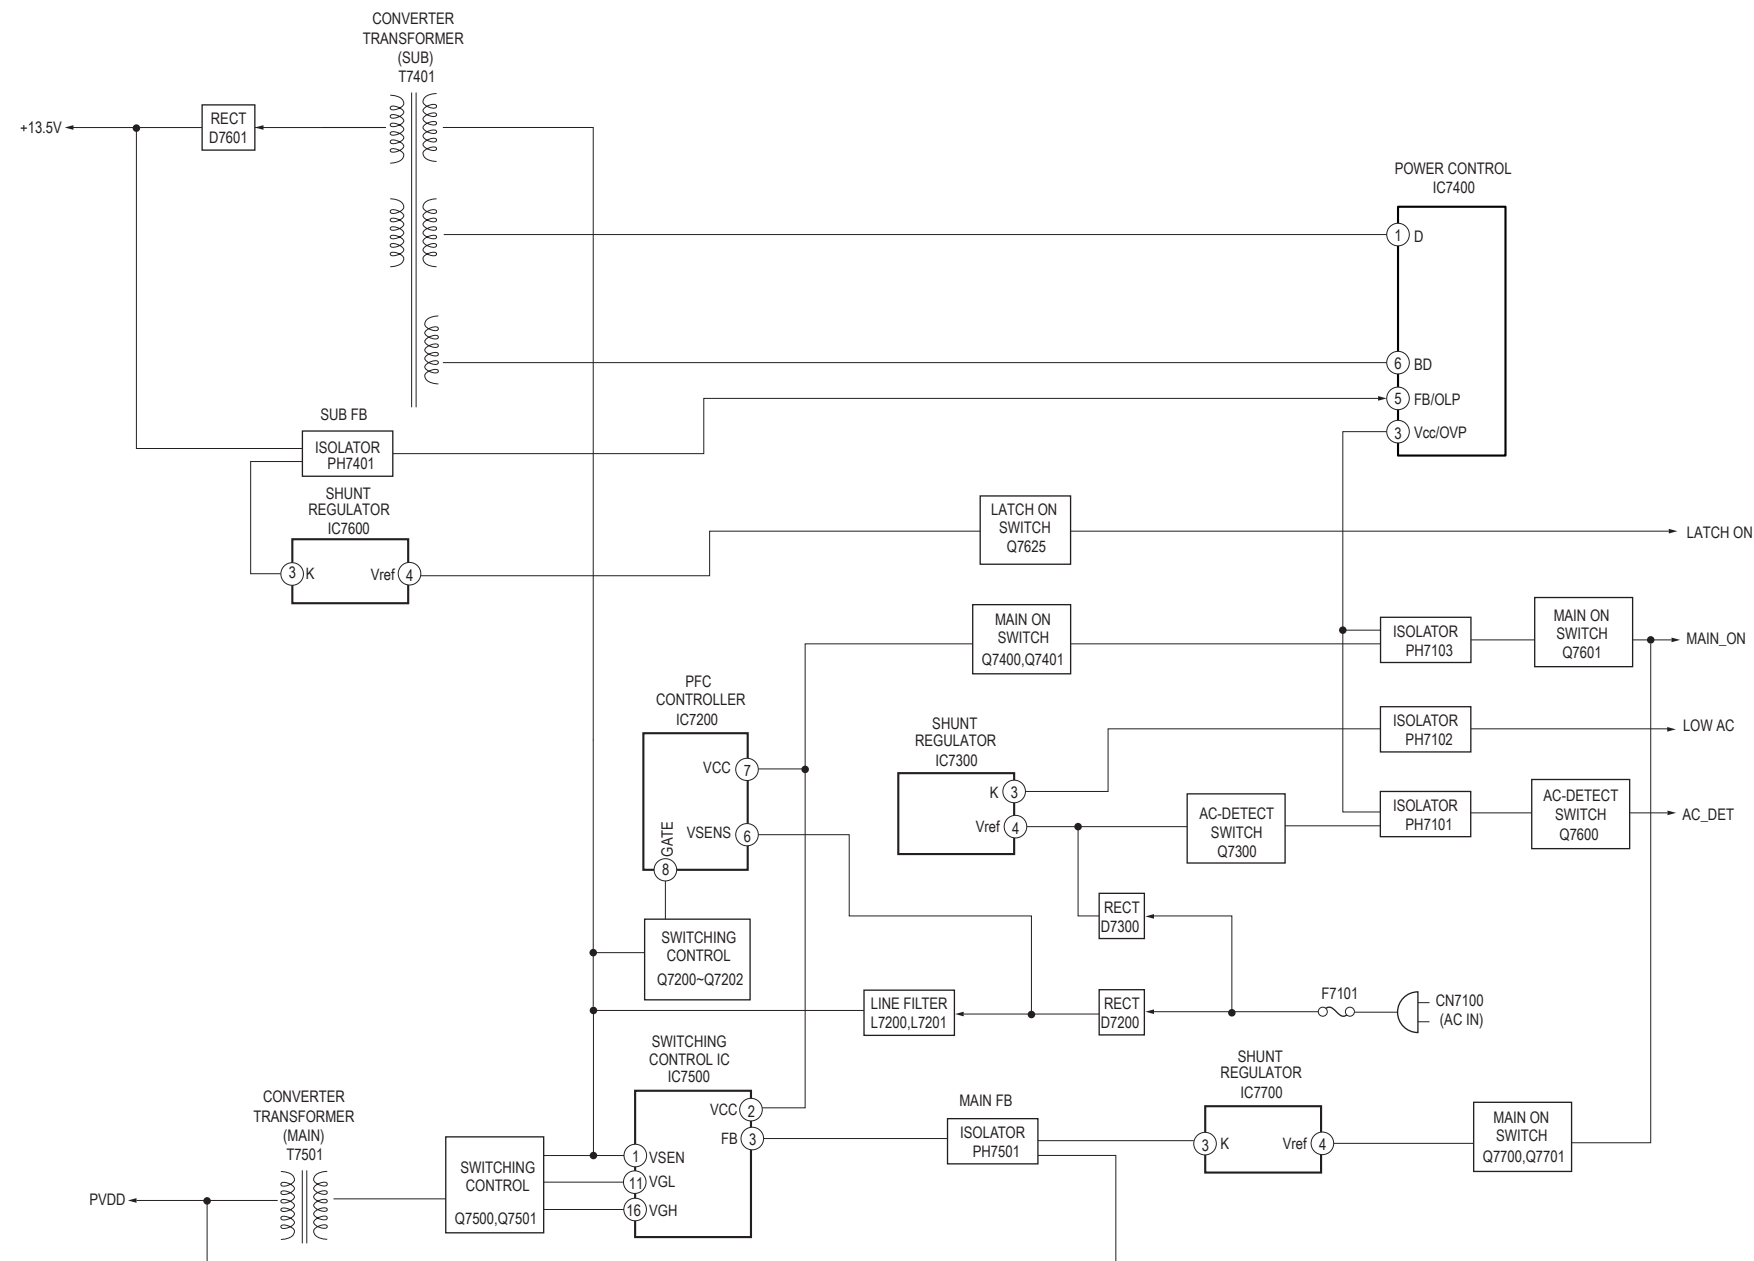 CONVERTER
TRANSFORMER
(SUB)
T7401
+13.5V
RECT
D7601
POWER CONTROL
IC7400
1 D
6 BD
5 FB/OLP
3 Vcc/OVP
SUB FB
ISOLATOR
PH7401
SHUNT
REGULATOR
IC7600
3 K
Vref 4
LATCH ON
SWITCH
Q7625
LATCH ON
MAIN ON
SWITCH
Q7400,Q7401
ISOLATOR
PH7103
MAIN ON
SWITCH
Q7601
MAIN_ON
PFC
CONTROLLER
IC7200
VCC 7
VSENS 6
GATE
8
SHUNT
REGULATOR
IC7300
K 3
Vref 4
ISOLATOR
PH7102
LOW AC
AC-DETECT
SWITCH
Q7300
ISOLATOR
PH7101
AC-DETECT
SWITCH
Q7600
AC_DET
RECT
D7300
SWITCHING
CONTROL
Q7200~Q7202
LINE FILTER
L7200,L7201
RECT
D7200
F7101
CN7100
(AC IN)
SWITCHING
CONTROL IC
IC7500
VCC 2
FB 3
1 VSEN
11 VGL
16 VGH
MAIN FB
ISOLATOR
PH7501
SHUNT
REGULATOR
IC7700
3 K
Vref 4
MAIN ON
SWITCH
Q7700,Q7701
CONVERTER
TRANSFORMER
(MAIN)
T7501
SWITCHING
CONTROL
Q7500,Q7501
PVDD